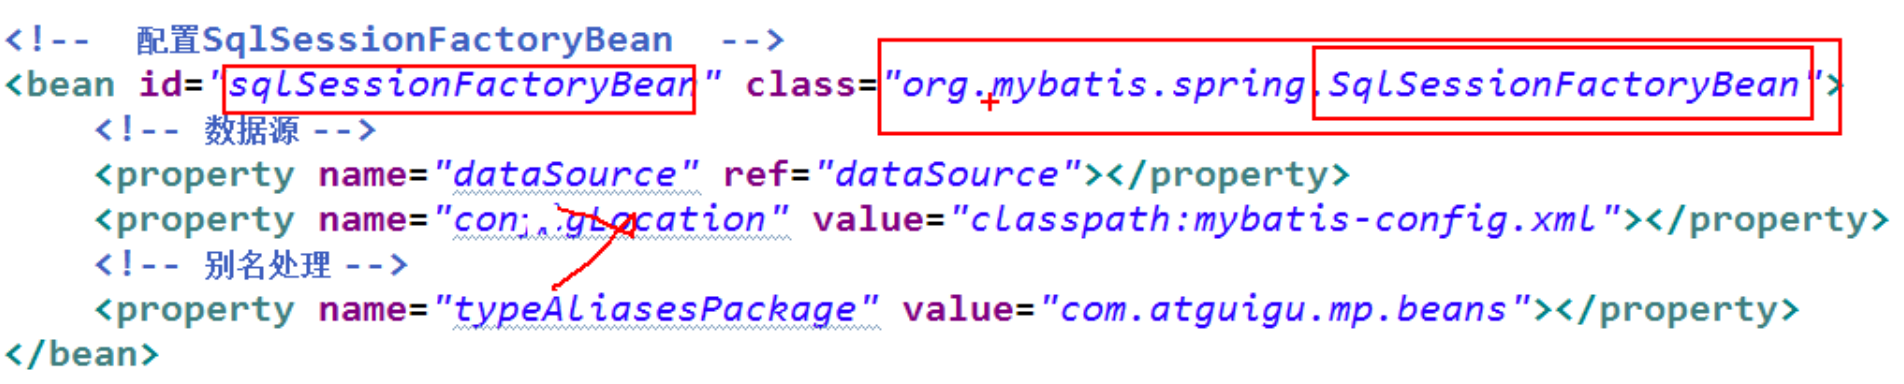 <!-- 配置SqlSessionFactoryBean -->
<bean id="sqlSessionFactoryBean" class="org.mybatis.spring.SqlSessionFactoryBean">
<!-- 数据源 -->
<property name="dataSource" ref="dataSource"></property>
<property name="configLocation" value="classpath:mybatis-config.xml"></property>
<!-- 别名处理 -->
<property name="typeAliasesPackage" value="com.atguigu.mp.beans"></property>
</bean>